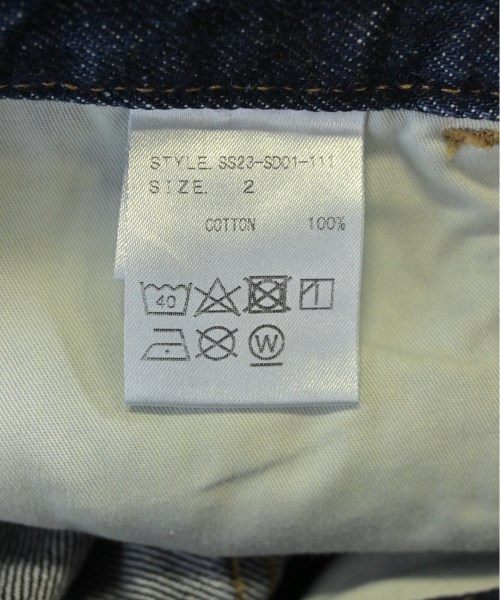 STYLE. SS23-SD01-111
SIZE. 2
COTTON 100%
40
W